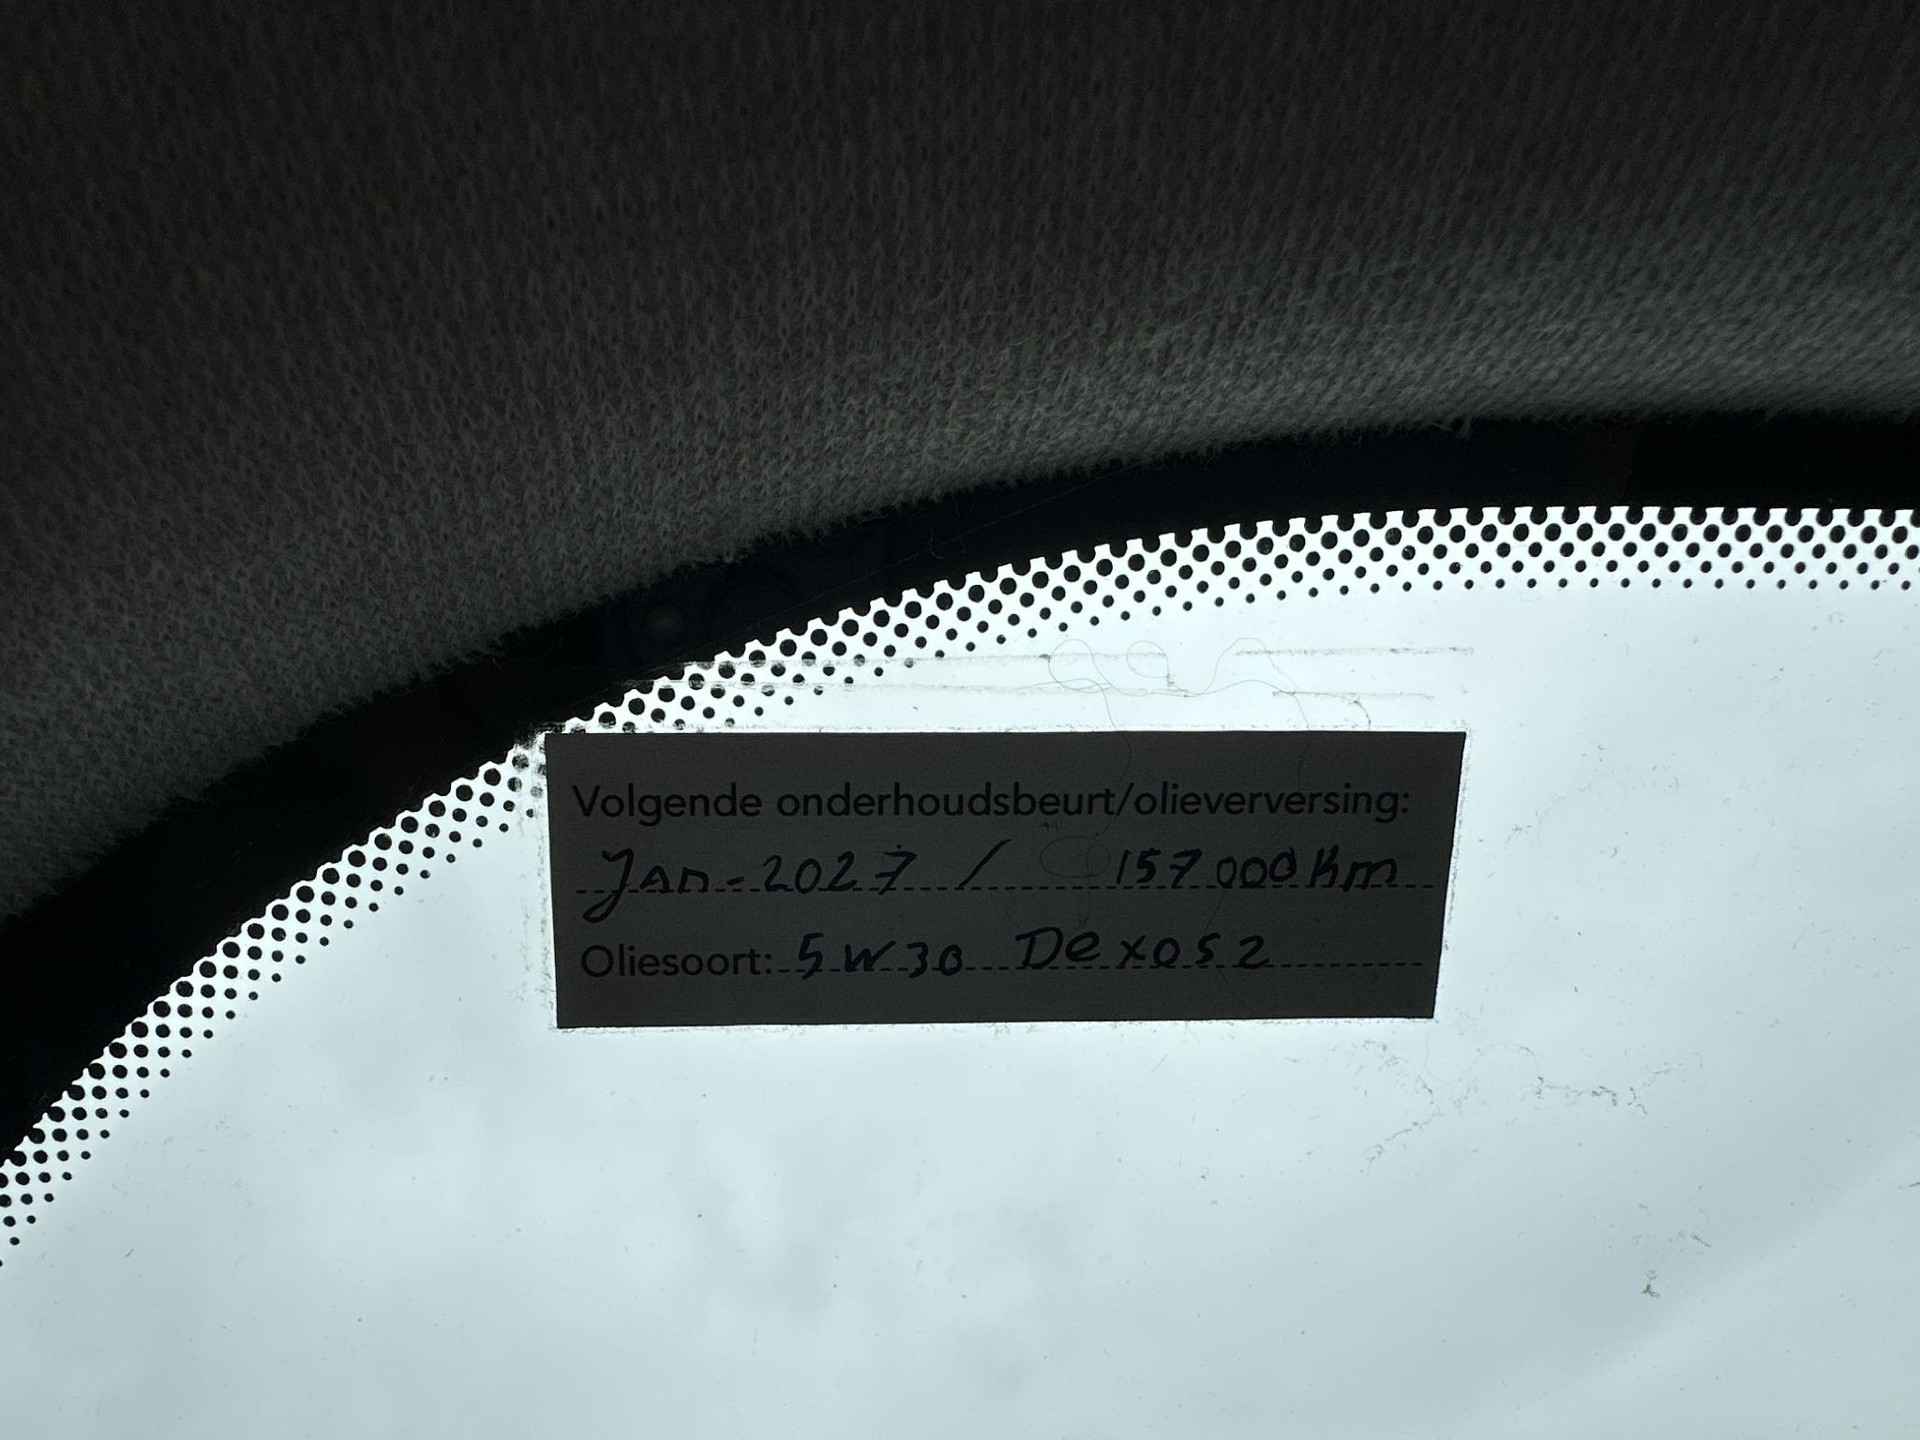 Volgende onderhoudsbeurt/olieverversing:
Jan-2027 / 157 000 Km
Oliesoort: 5W30 Dexos2